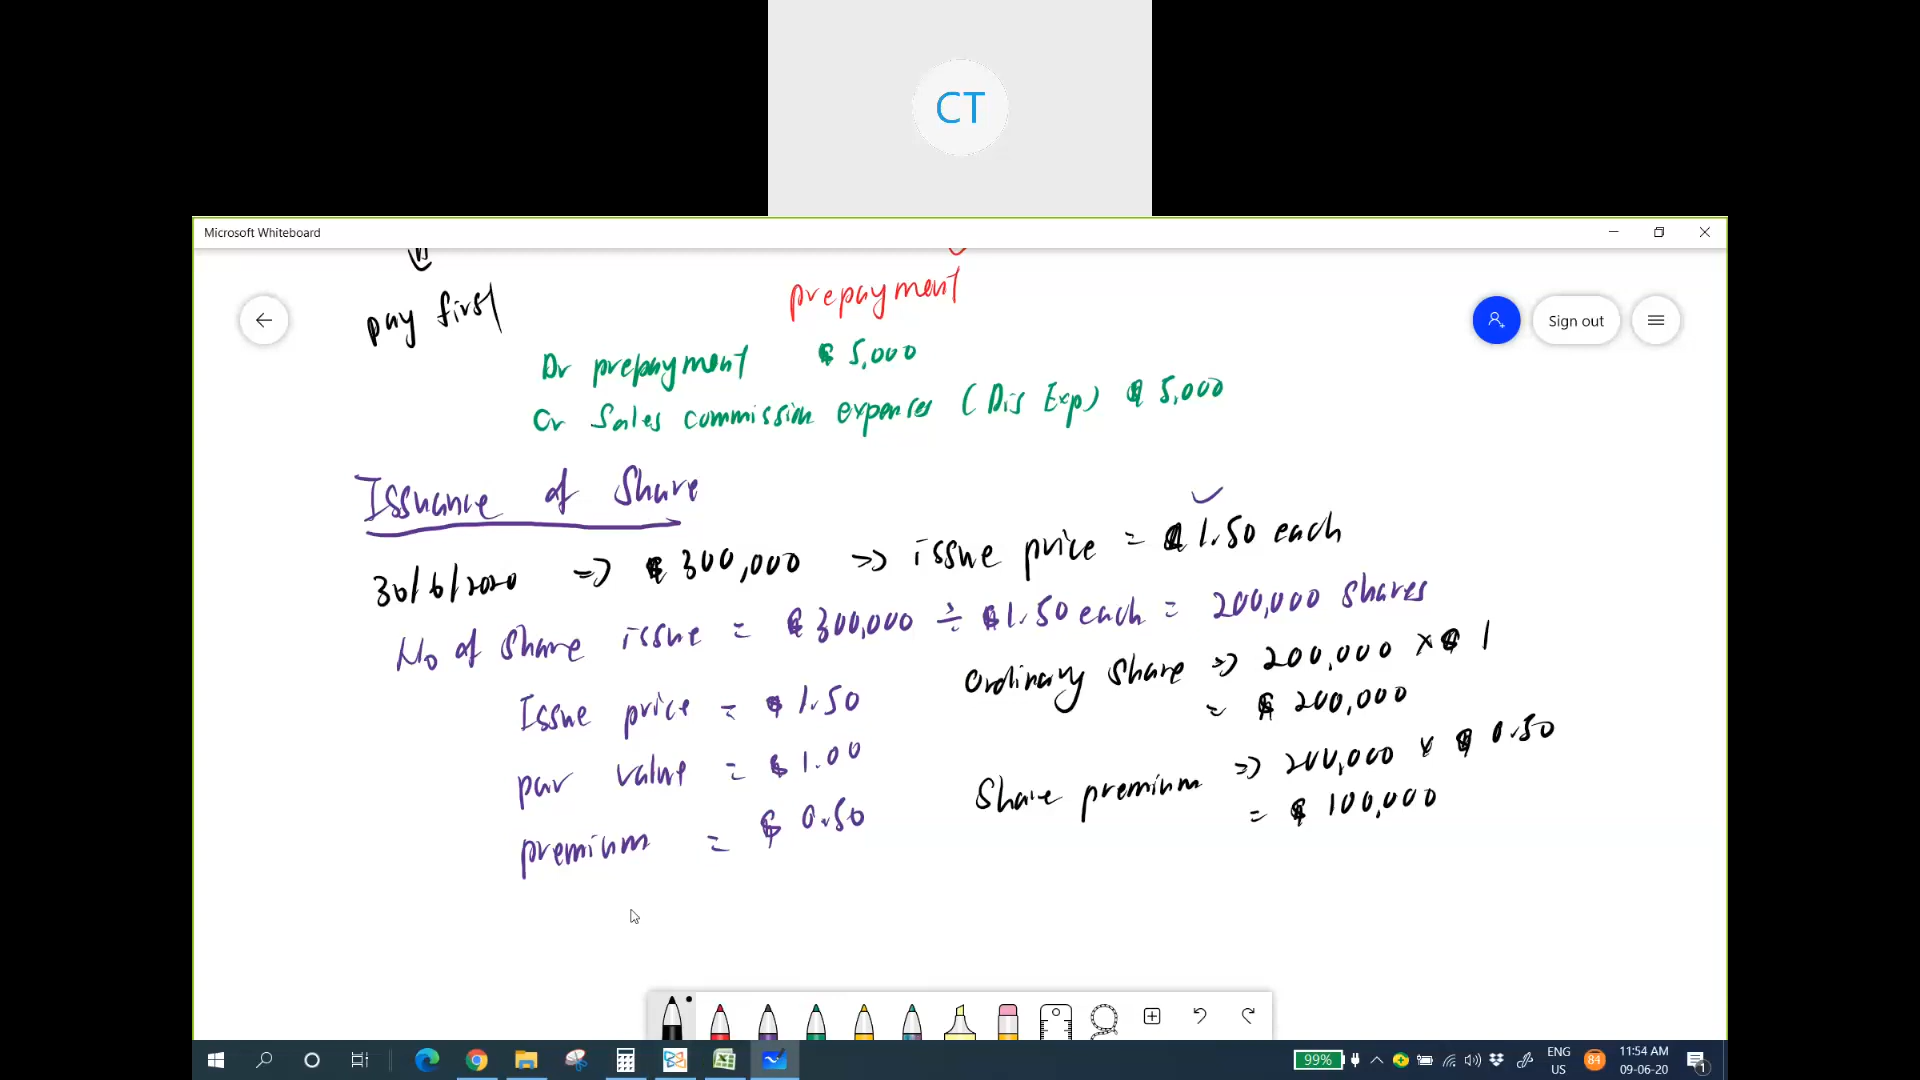 CT
Microsoft Whiteboard
pay first
prepayment
Sign out
Dr prepayment $ 5,000
Cr Sales commission expenses (Dis Exp) $ 5,000
Issuance of Share
30/6/2020 => $ 300,000 => issue price = $ 1.50 each
No of share issue = $ 300,000 ÷ $1.50 each = 200,000 shares
Issue price = $ 1.50
par value = $ 1.00
premium = $ 0.50
Ordinary share => 200,000 x $ 1
= $ 200,000
Share premium => 200,000 x $ 0.50
= $ 100,000
99%
ENG
US
84
11:54 AM
09-06-20
1